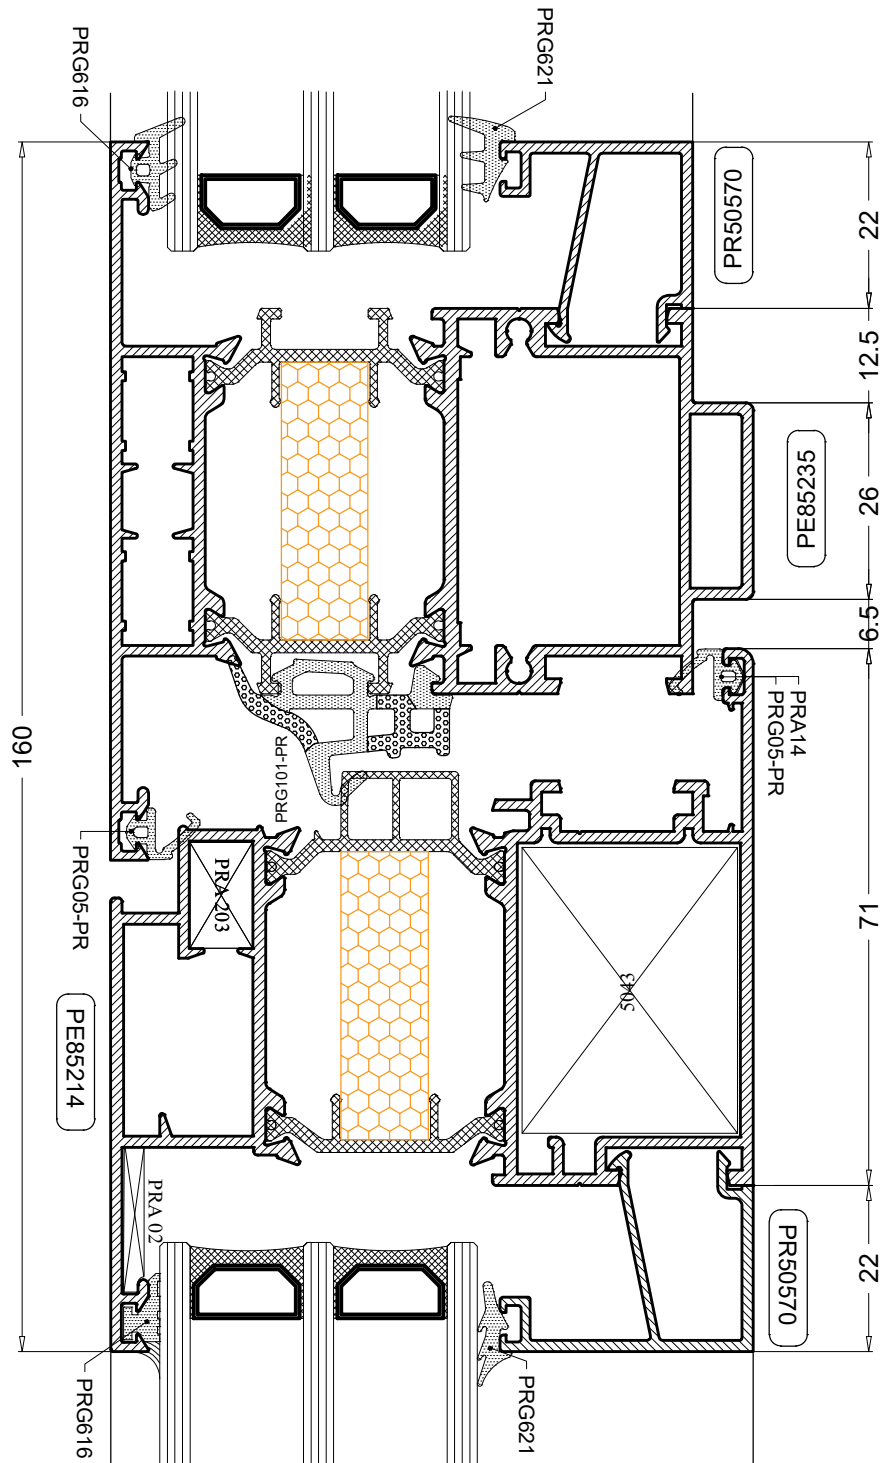 PRG616
PRG621
PR50570
22
12.5
PE85235
26
6.5
PRA14
PRG05-PR
160
PRG101-PR
PRG05-PR
PRA 203
5043
71
PE85214
PRA 02
PR50570
22
PRG616
PRG621